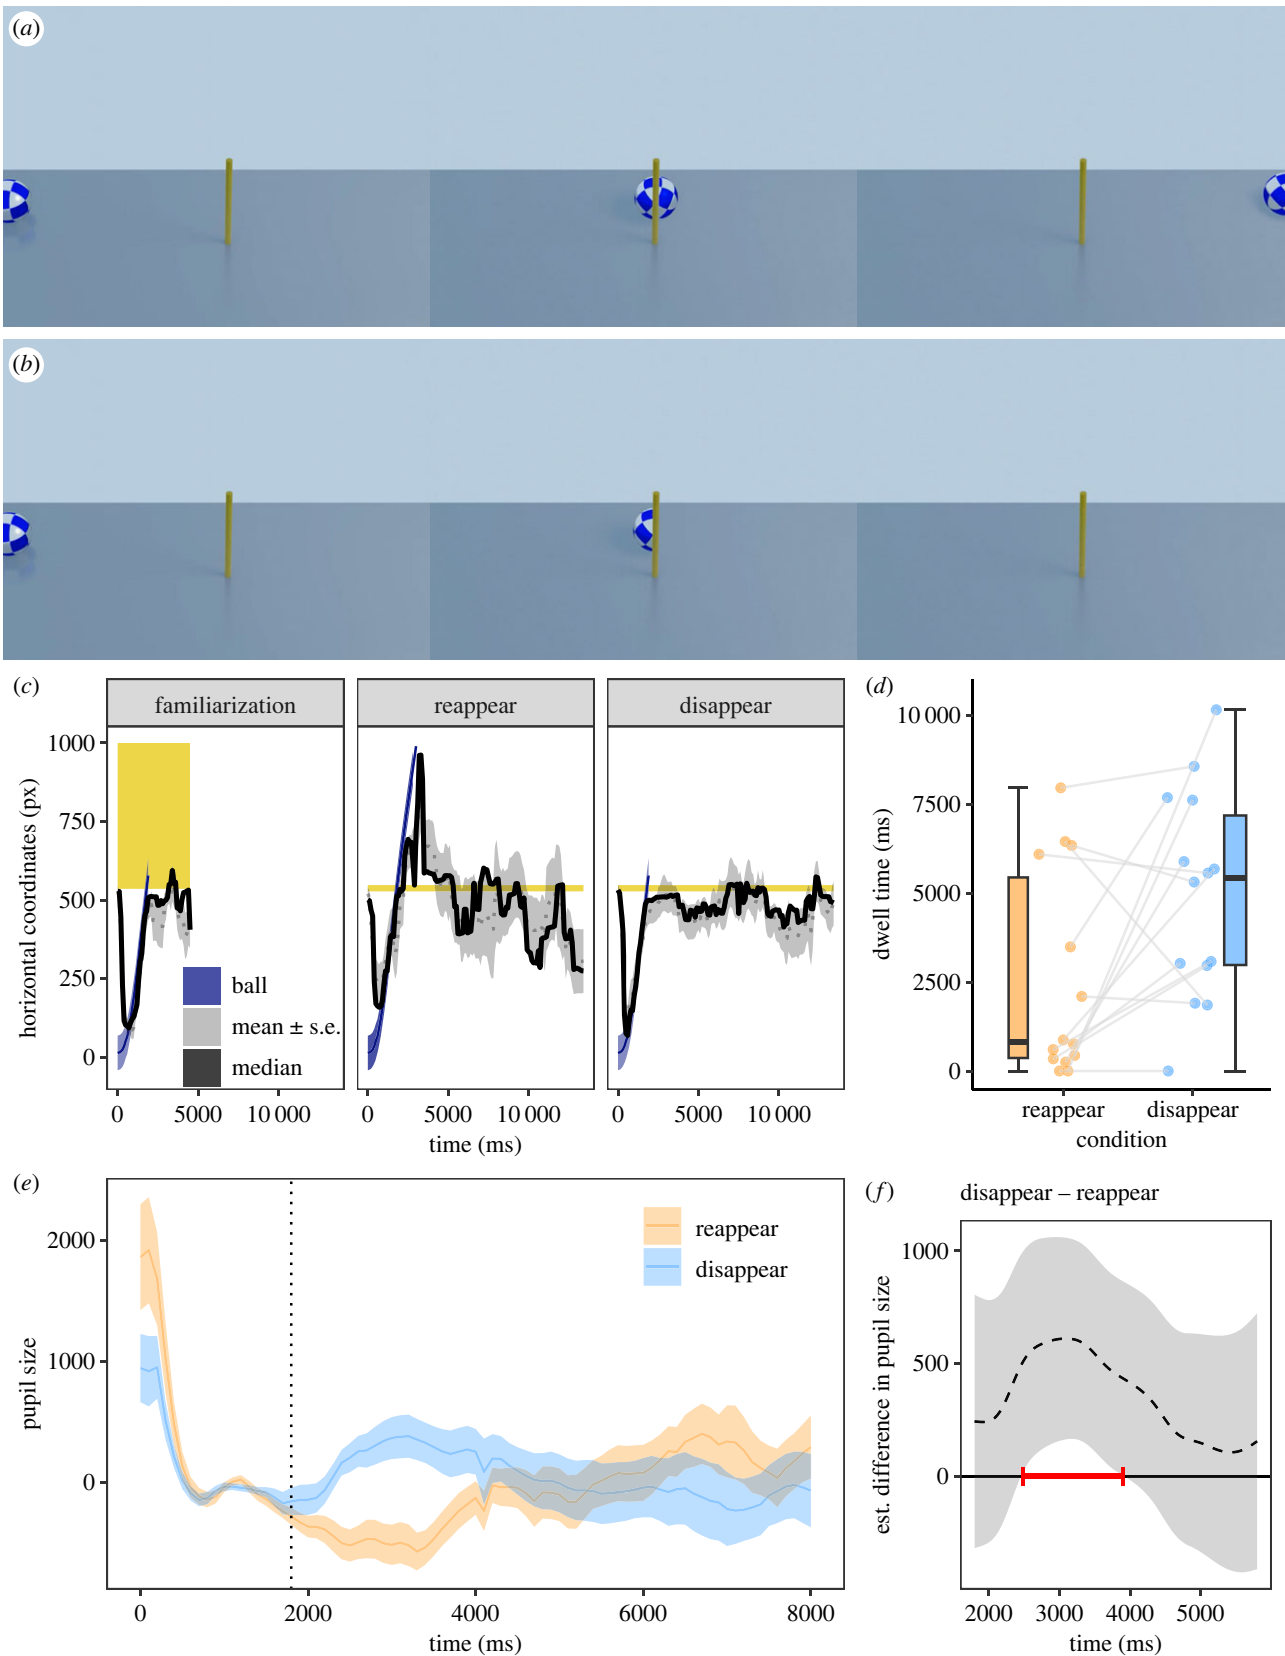 (a)
(b)
(c)
familiarization
reappear
disappear
1000
750
500
250
0
horizontal coordinates (px)
ball
mean ± s.e.
median
0 5000 10 000
0 5000 10 000
0 5000 10 000
time (ms)
(d)
10 000
7500
5000
2500
0
dwell time (ms)
reappear disappear
condition
(e)
2000
1000
0
pupil size
reappear
disappear
0 2000 4000 6000 8000
time (ms)
(f)
disappear – reappear
1000
500
0
est. difference in pupil size
2000 3000 4000 5000
time (ms)